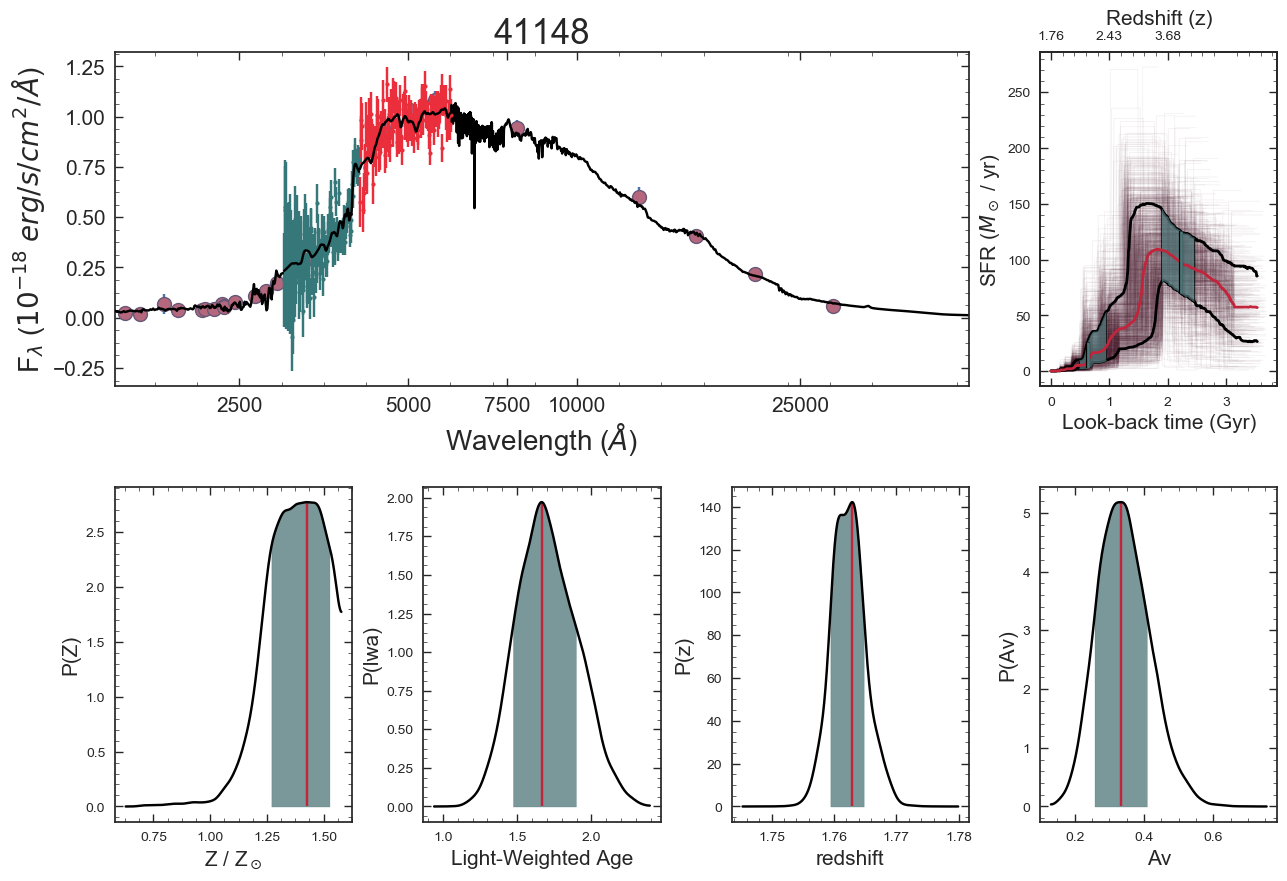 41148
Redshift (z)
1.76 2.43 3.68
F_λ (10^{-18} erg/s/cm^2/Å)
1.25
1.00
0.75
0.50
0.25
0.00
−0.25
2500 5000 7500 10000 25000
Wavelength (Å)
SFR (M_⊙ / yr)
250
200
150
100
50
0
0 1 2 3
Look-back time (Gyr)
P(Z)
2.5
2.0
1.5
1.0
0.5
0.0
0.75 1.00 1.25 1.50
Z / Z_⊙
P(lwa)
2.00
1.75
1.50
1.25
1.00
0.75
0.50
0.25
0.00
1.0 1.5 2.0
Light-Weighted Age
P(z)
140
120
100
80
60
40
20
0
1.75 1.76 1.77 1.78
redshift
P(Av)
5
4
3
2
1
0
0.2 0.4 0.6
Av